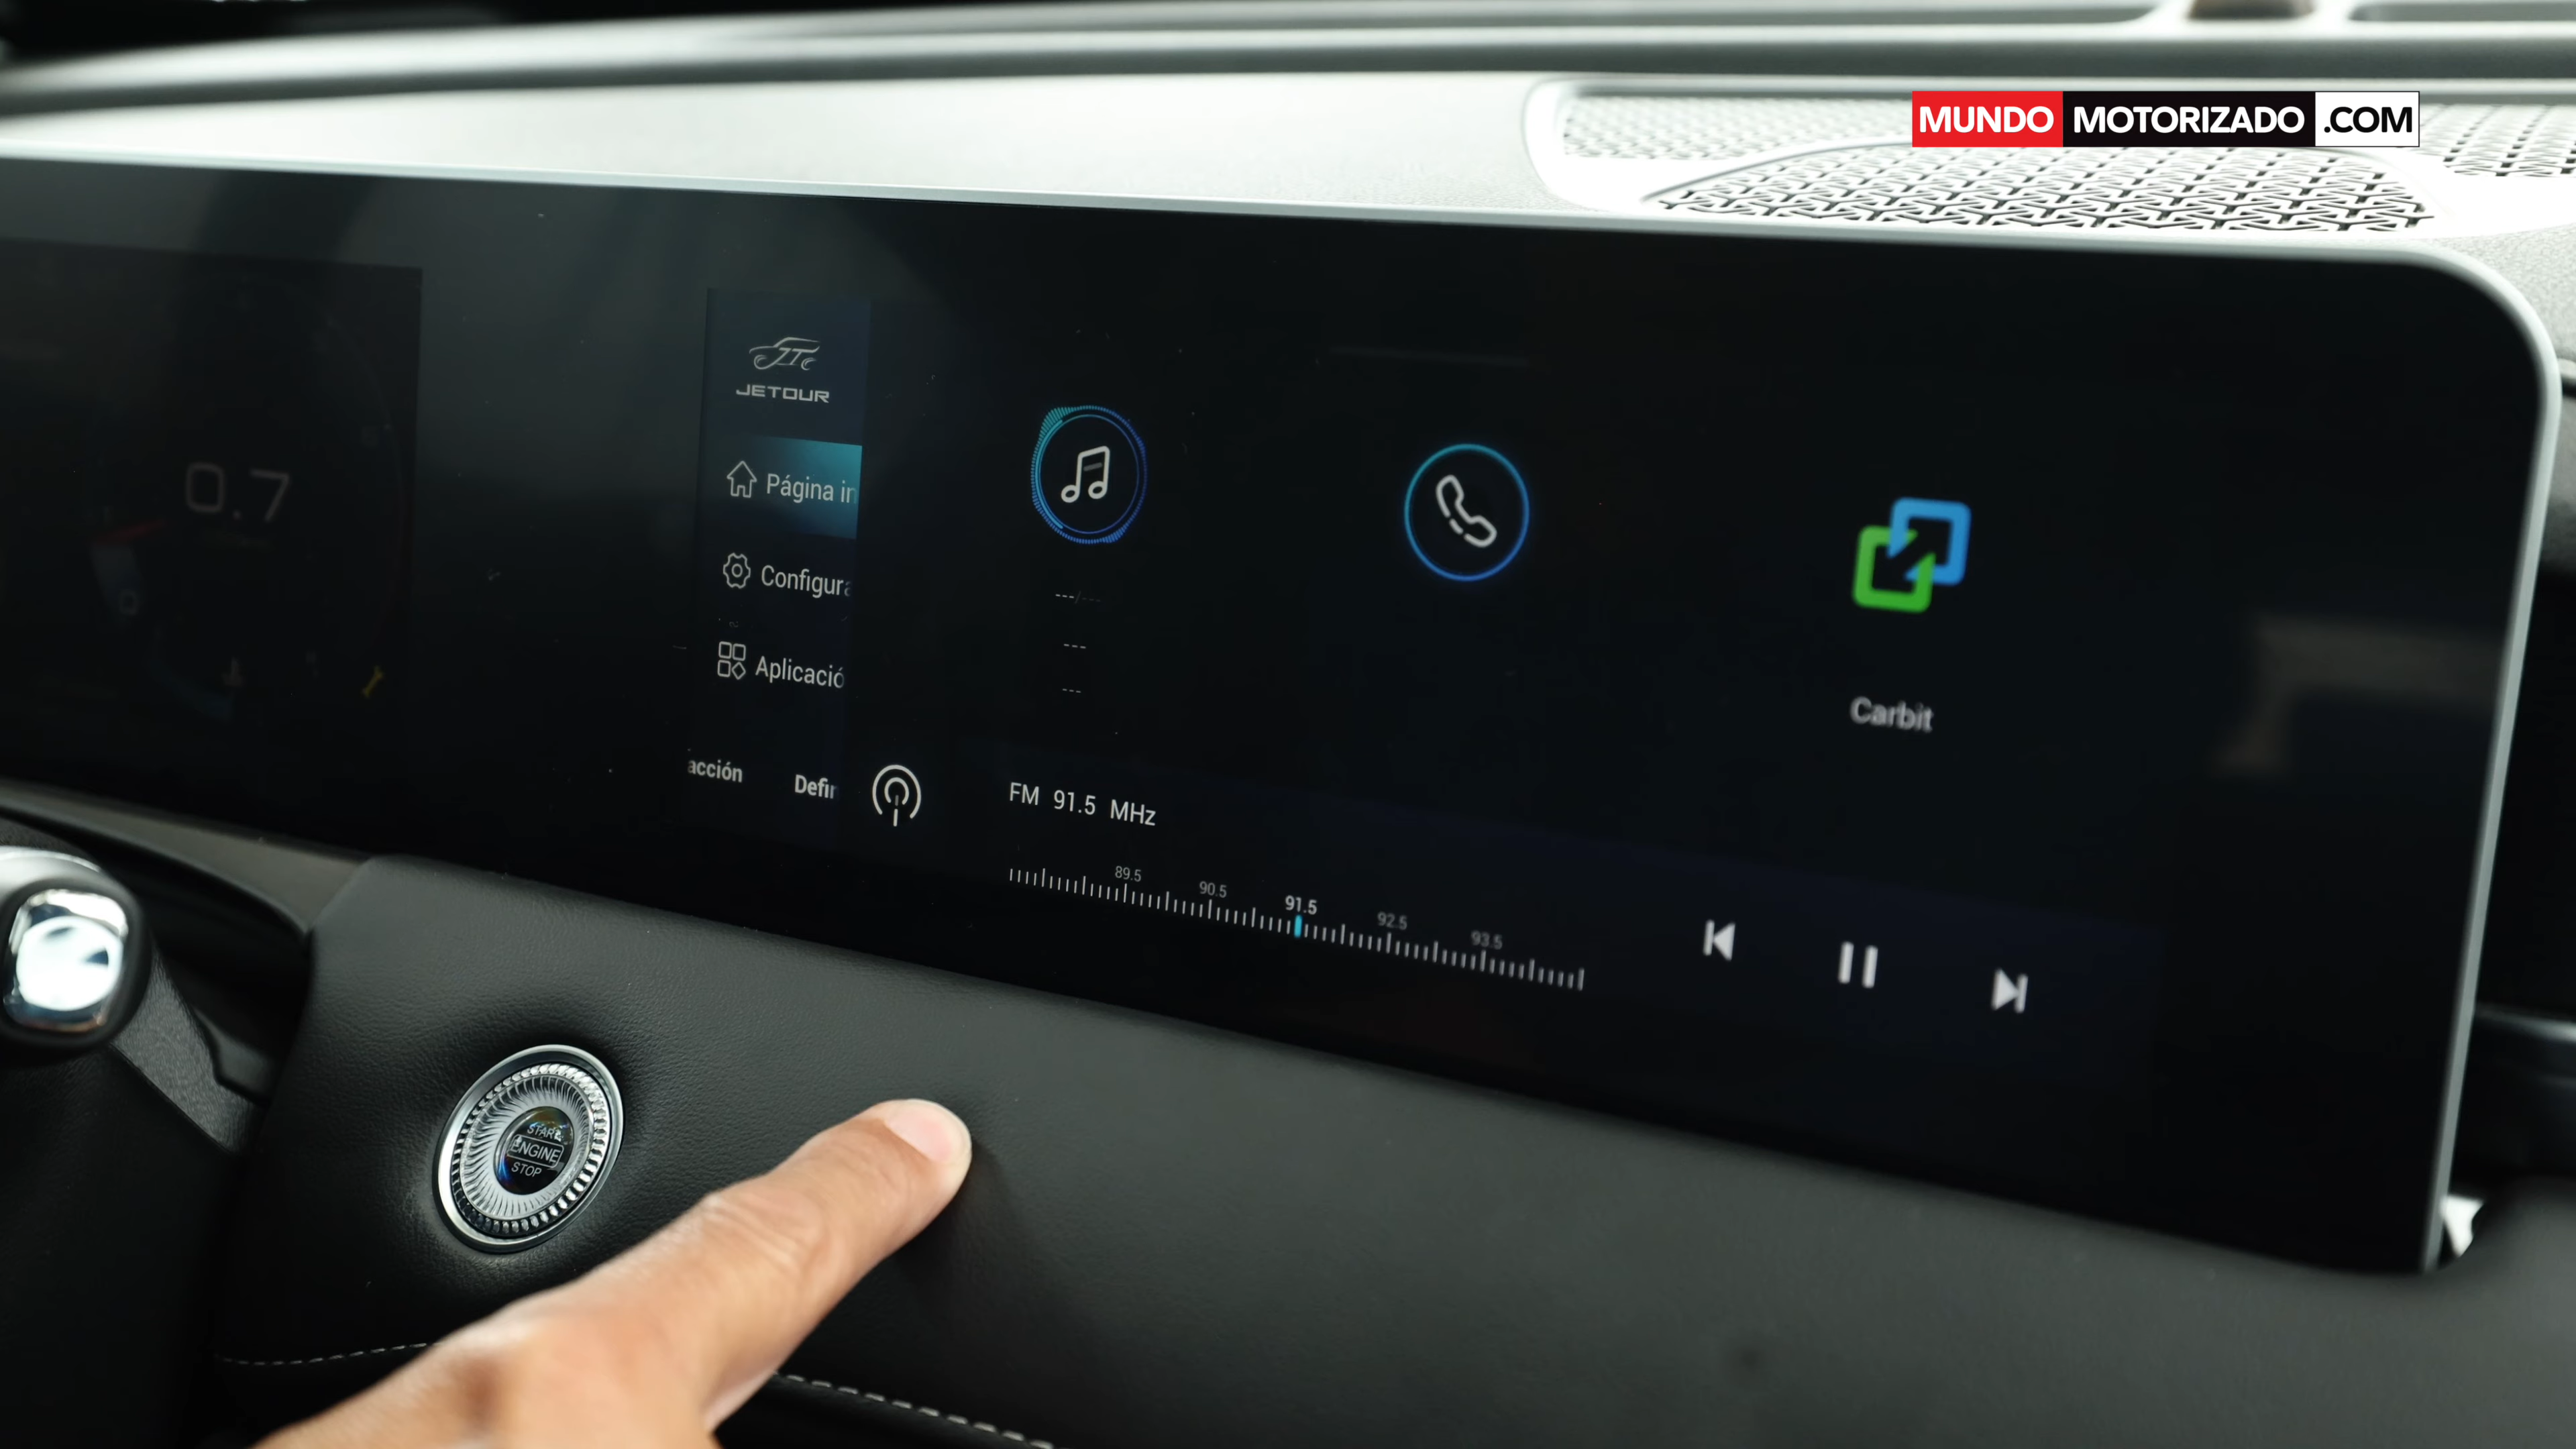 MUNDO MOTORIZADO .COM
JETOUR
0.7
Página in
Configura
Aplicació
---/---
---
---
Carbit
acción Defin
FM 91.5 MHz
89.5 90.5 91.5 92.5 93.5
START
ENGINE
STOP